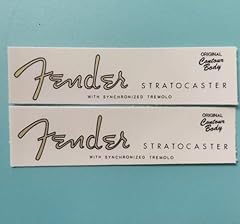 Fender STRATOCASTER
WITH SYNCHRONIZED TREMOLO
ORIGINAL
Contour
Body
Fender STRATOCASTER
WITH SYNCHRONIZED TREMOLO
ORIGINAL
Contour
Body